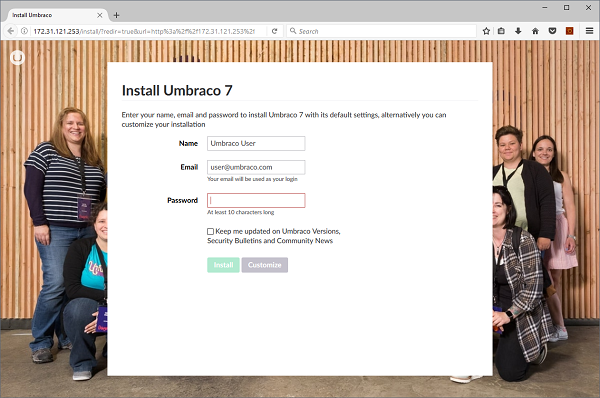 Install Umbraco
172.31.121.253/install/?redir=true&url=http%3a%2f%2f172.31.121.253%2f
Search
Install Umbraco 7
Enter your name, email and password to install Umbraco 7 with its default settings, alternatively you can
customize your installation
Name
Umbraco User
Email
user@umbraco.com
Your email will be used as your login
Password
At least 10 characters long
Keep me updated on Umbraco Versions,
Security Bulletins and Community News
Install Customize